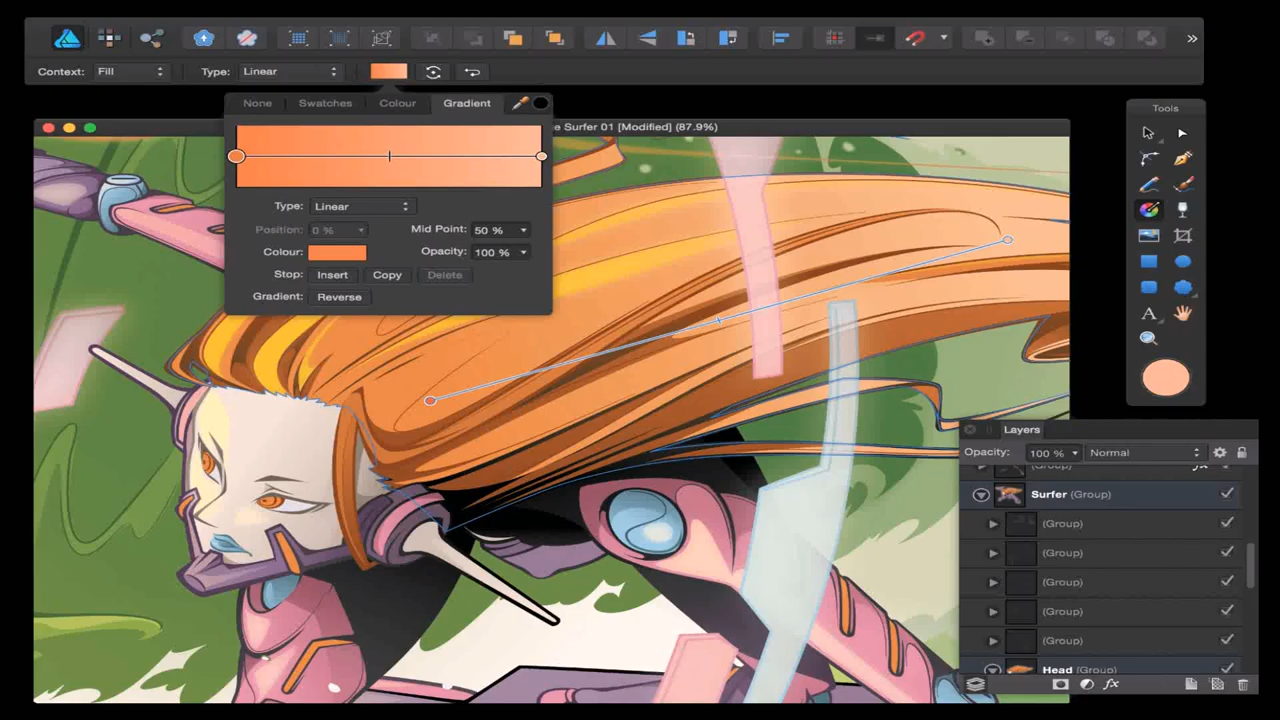 Context: Fill Type: Linear
None Swatches Colour Gradient
e Surfer 01 [Modified] (87.9%)
Tools
Type: Linear
Position: 0 % Mid Point: 50 %
Colour: Opacity: 100 %
Stop: Insert Copy Delete
Gradient: Reverse
Layers
Opacity: 100 % Normal
(Group) fx
Surfer (Group)
(Group)
(Group)
(Group)
(Group)
(Group)
Head (Group)
fx